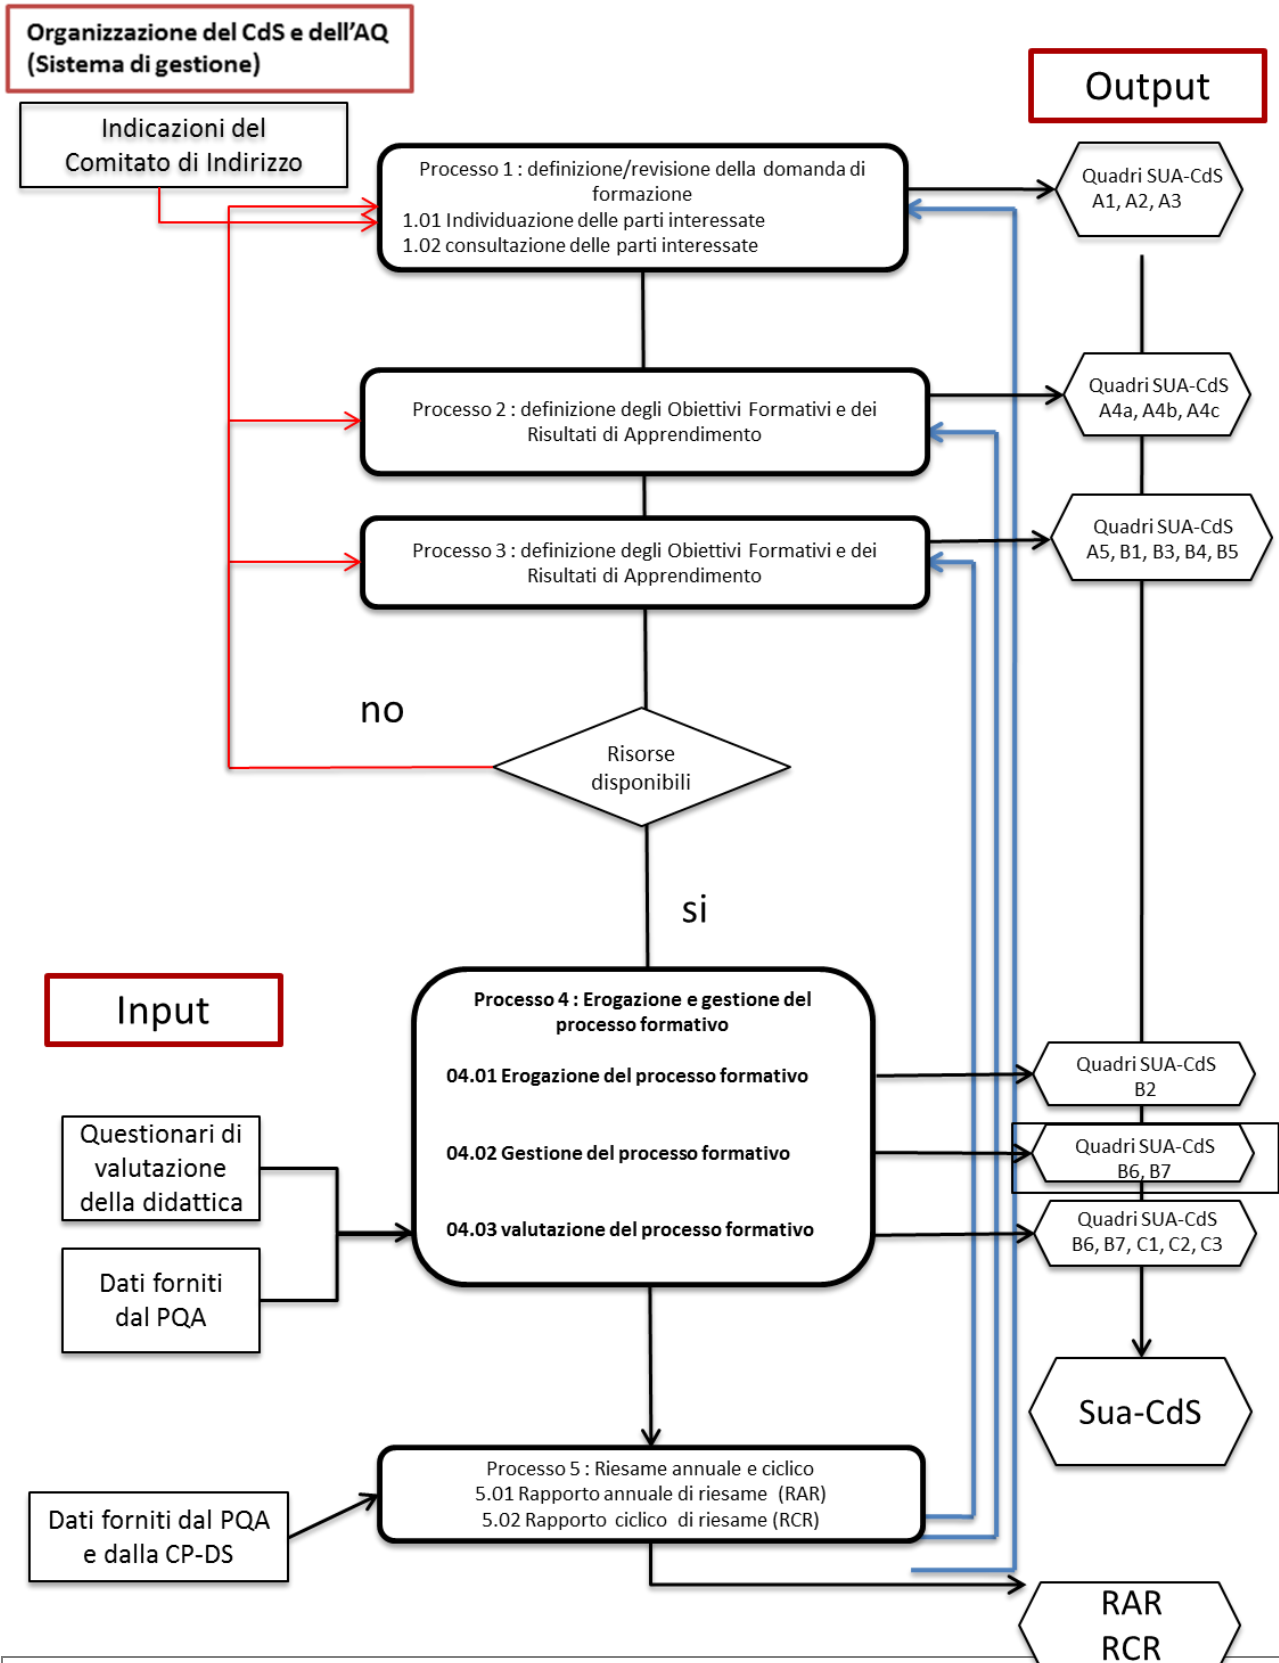 Organizzazione del CdS e dell'AQ
(Sistema di gestione)
Output
Indicazioni del
Comitato di Indirizzo
Processo 1 : definizione/revisione della domanda di
formazione
1.01 Individuazione delle parti interessate
1.02 consultazione delle parti interessate
Quadri SUA-CdS
A1, A2, A3
Processo 2 : definizione degli Obiettivi Formativi e dei
Risultati di Apprendimento
Quadri SUA-CdS
A4a, A4b, A4c
Processo 3 : definizione degli Obiettivi Formativi e dei
Risultati di Apprendimento
Quadri SUA-CdS
A5, B1, B3, B4, B5
no
Risorse
disponibili
si
Input
Processo 4 : Erogazione e gestione del
processo formativo
04.01 Erogazione del processo formativo
04.02 Gestione del processo formativo
04.03 valutazione del processo formativo
Quadri SUA-CdS
B2
Quadri SUA-CdS
B6, B7
Quadri SUA-CdS
B6, B7, C1, C2, C3
Questionari di
valutazione
della didattica
Dati forniti
dal PQA
Sua-CdS
Processo 5 : Riesame annuale e ciclico
5.01 Rapporto annuale di riesame (RAR)
5.02 Rapporto ciclico di riesame (RCR)
Dati forniti dal PQA
e dalla CP-DS
RAR
RCR